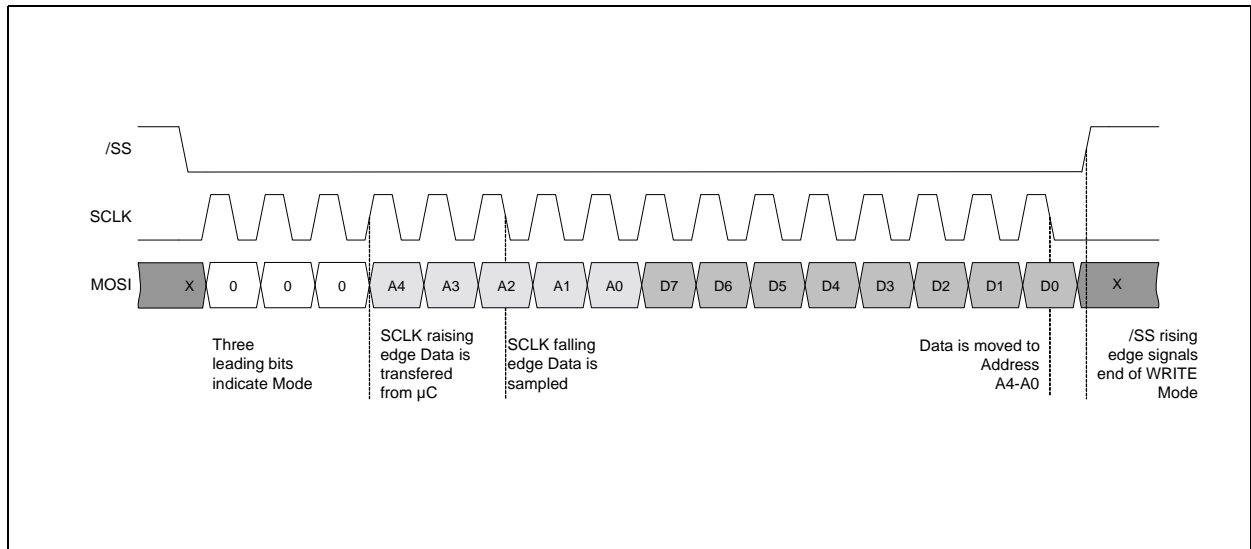 /SS
SCLK
MOSI
X 0 0 0 A4 A3 A2 A1 A0 D7 D6 D5 D4 D3 D2 D1 D0 X
Three
leading bits
indicate Mode
SCLK raising
edge Data is
transfered
from µC
SCLK falling
edge Data is
sampled
Data is moved to
Address
A4-A0
/SS rising
edge signals
end of WRITE
Mode